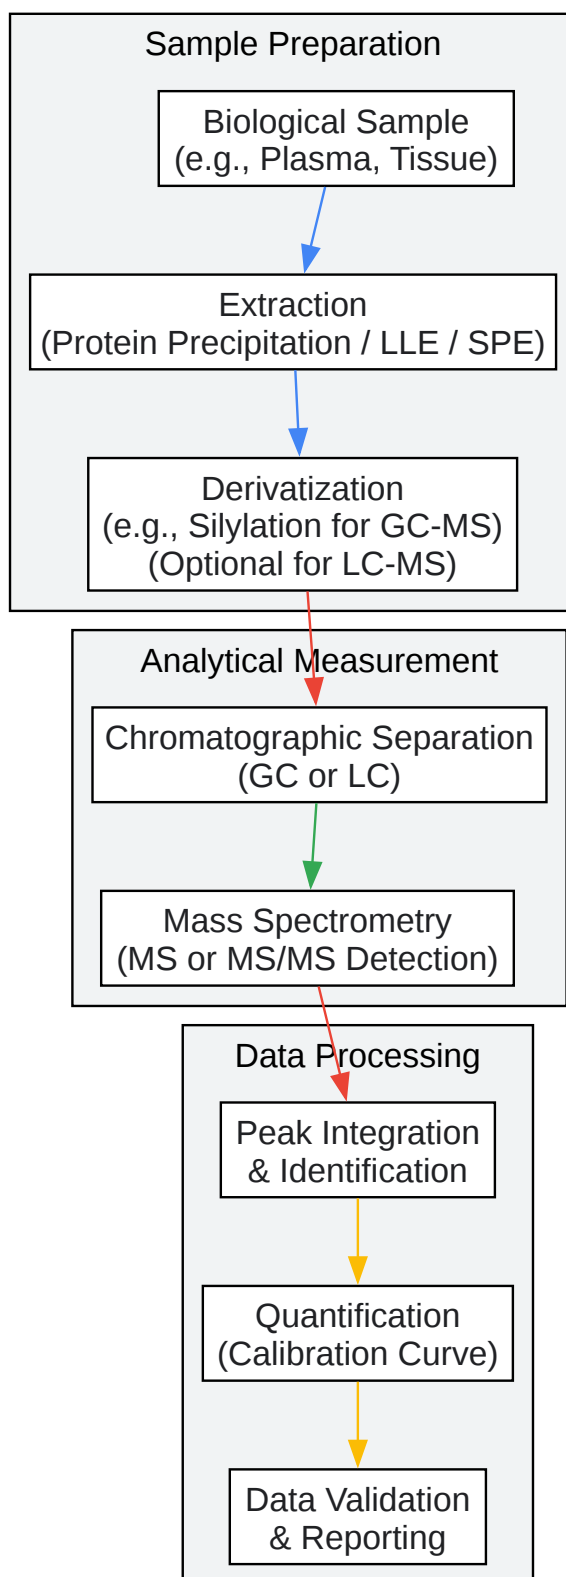 Sample Preparation
Biological Sample
(e.g., Plasma, Tissue)
Extraction
(Protein Precipitation / LLE / SPE)
Derivatization
(e.g., Silylation for GC-MS)
(Optional for LC-MS)
Analytical Measurement
Chromatographic Separation
(GC or LC)
Mass Spectrometry
(MS or MS/MS Detection)
Data Processing
Peak Integration
& Identification
Quantification
(Calibration Curve)
Data Validation
& Reporting